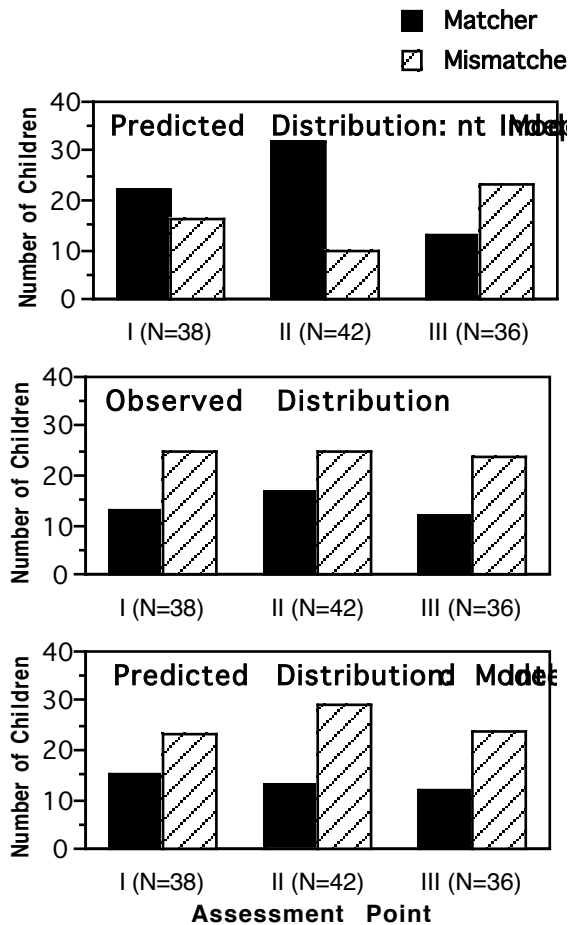 Matcher
Mismatche
40
Predicted Distribution: nt
30
20
10
0
Number of Children
I (N=38) II (N=42) III (N=36)
40
Observed Distribution
30
20
10
0
Number of Children
I (N=38) II (N=42) III (N=36)
40
Predicted Distribution:
30
20
10
0
Number of Children
I (N=38) II (N=42) III (N=36)
Assessment Point